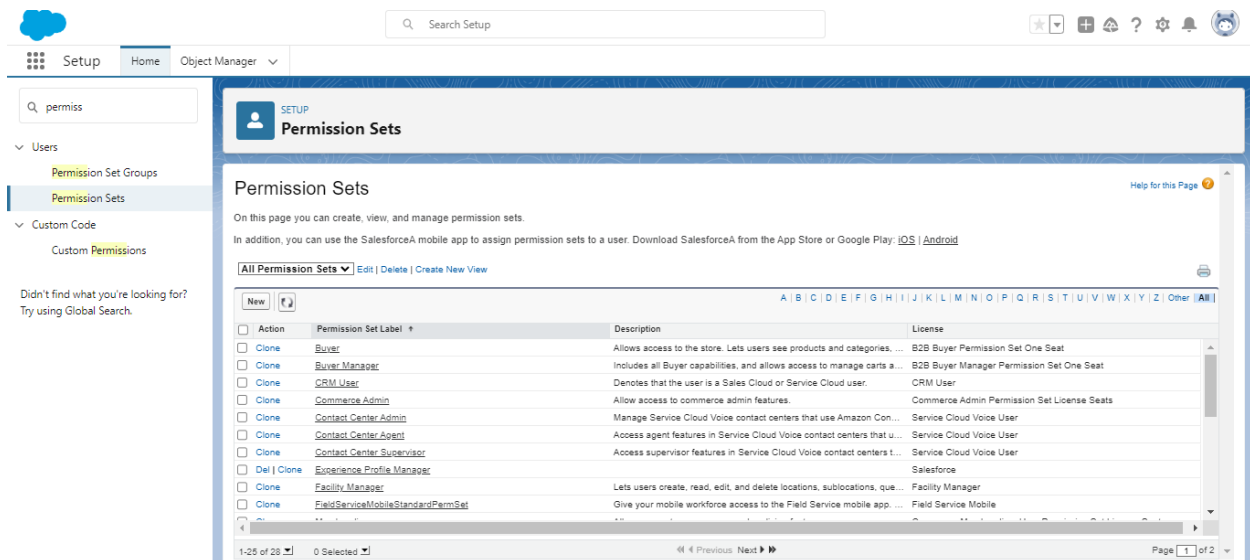 Search Setup
Setup Home Object Manager
permiss
Users
Permission Set Groups
Permission Sets
Custom Code
Custom Permissions
Didn't find what you're looking for?
Try using Global Search.
SETUP
Permission Sets
Permission Sets
Help for this Page ?
On this page you can create, view, and manage permission sets.
In addition, you can use the SalesforceA mobile app to assign permission sets to a user. Download SalesforceA from the App Store or Google Play: iOS | Android
All Permission Sets Edit | Delete | Create New View
New A | B | C | D | E | F | G | H | I | J | K | L | M | N | O | P | Q | R | S | T | U | V | W | X | Y | Z | Other | All |
Action Permission Set Label Description License
Clone Buyer Allows access to the store. Lets users see products and categories, ... B2B Buyer Permission Set One Seat
Clone Buyer Manager Includes all Buyer capabilities, and allows access to manage carts a... B2B Buyer Manager Permission Set One Seat
Clone CRM User Denotes that the user is a Sales Cloud or Service Cloud user. CRM User
Clone Commerce Admin Allow access to commerce admin features. Commerce Admin Permission Set License Seats
Clone Contact Center Admin Manage Service Cloud Voice contact centers that use Amazon Con... Service Cloud Voice User
Clone Contact Center Agent Access agent features in Service Cloud Voice contact centers that u... Service Cloud Voice User
Clone Contact Center Supervisor Access supervisor features in Service Cloud Voice contact centers t... Service Cloud Voice User
Del | Clone Experience Profile Manager Salesforce
Clone Facility Manager Lets users create, read, edit, and delete locations, sublocations, que... Facility Manager
Clone FieldServiceMobileStandardPermSet Give your mobile workforce access to the Field Service mobile app. ... Field Service Mobile
1-25 of 28 0 Selected Previous Next Page 1 of 2